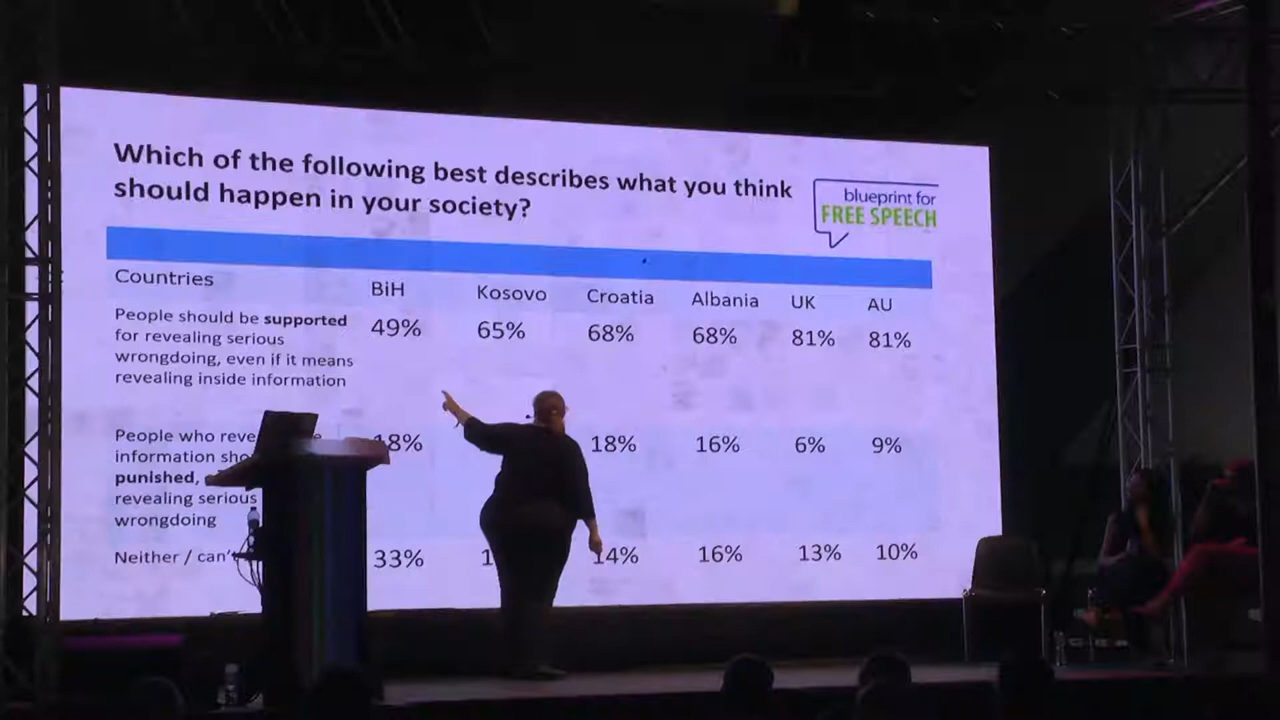 Which of the following best describes what you think
should happen in your society?
blueprint for
FREE SPEECH
Countries BiH Kosovo Croatia Albania UK AU
People should be supported 49% 65% 68% 68% 81% 81%
for revealing serious
wrongdoing, even if it means
revealing inside information
People who 18% 18% 16% 6% 9%
information
punished,
revealing serious
wrongdoing
Neither / 33% 14% 16% 13% 10%